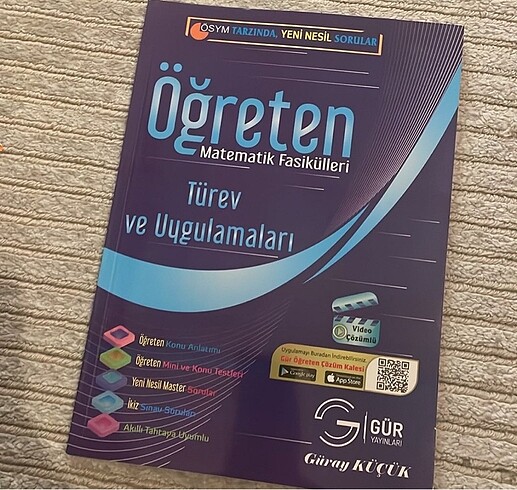 ÖSYM TARZINDA, YENİ NESİL SORULAR
Öğreten
Matematik Fasikülleri
Türev
ve Uygulamaları
Video
Çözümlü
Öğreten Konu Anlatımı
Öğreten Mini ve Konu Testleri
Yeni Nesil Master Sorular
İkiz Sınav Soruları
Akıllı Tahtaya Uyumlu
Uygulamayı Buradan İndirebilirsiniz.
Gür Öğreten Çözüm Kalesi
Google play
App Store
GÜR
YAYINLARI
Güray KÜÇÜK